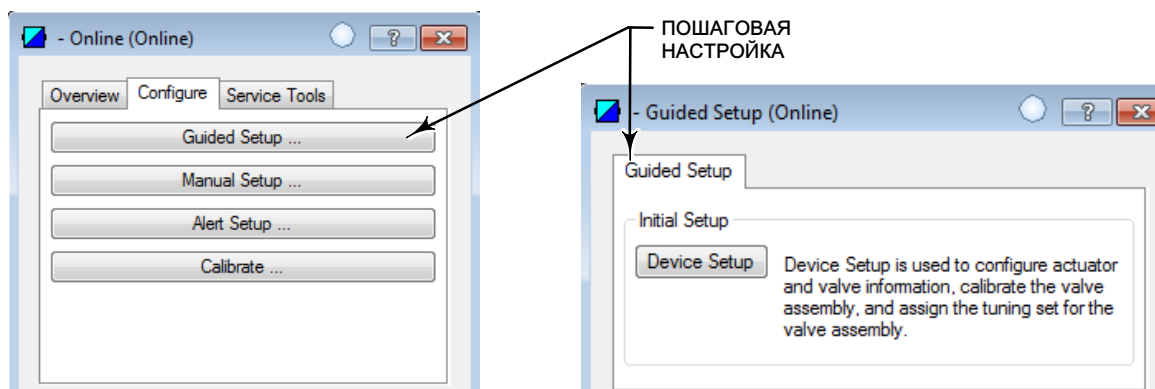 - Online (Online)
Overview Configure Service Tools
Guided Setup ...
Manual Setup ...
Alert Setup ...
Calibrate ...
ПОШАГОВАЯ
НАСТРОЙКА
- Guided Setup (Online)
Guided Setup
Initial Setup
Device Setup
Device Setup is used to configure actuator
and valve information, calibrate the valve
assembly, and assign the tuning set for the
valve assembly.